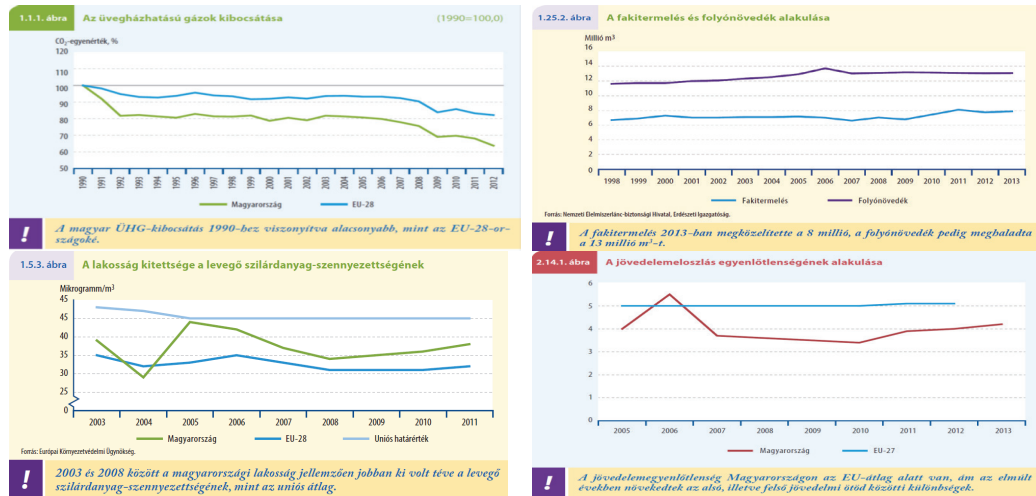 1.1.1. ábra Az üvegházhatású gázok kibocsátása (1990=100,0)
CO₂-egyenérték, %
120
110
100
90
80
70
60
50
1990 1991 1992 1993 1994 1995 1996 1997 1998 1999 2000 2001 2002 2003 2004 2005 2006 2007 2008 2009 2010 2011 2012
Magyarország EU-28
! A magyar ÜHG-kibocsátás 1990-hez viszonyítva alacsonyabb, mint az EU-28-or-
szágoké.
1.25.2. ábra A fakitermelés és folyónövedék alakulása
Millió m³
16
14
12
10
8
6
4
2
0
1998 1999 2000 2001 2002 2003 2004 2005 2006 2007 2008 2009 2010 2011 2012 2013
Fakitermelés Folyónövedék
Forrás: Nemzeti Élelmiszerlánc-biztonsági Hivatal, Erdészeti Igazgatóság.
! A fakitermelés 2013-ban megközelítette a 8 millió, a folyónövedék pedig meghaladta
a 13 millió m³-t.
1.5.3. ábra A lakosság kitettsége a levegő szilárdanyag-szennyezettségének
Mikrogramm/m³
45
45
35
30
25
0
2003 2004 2005 2006 2007 2008 2009 2010 2011
Magyarország EU-28 Uniós határérték
Forrás: Európai Környezetvédelmi Ügynökség.
! 2003 és 2008 között a magyarországi lakosság jellemzően jobban ki volt téve a levegő
szilárdanyag-szennyezettségének, mint az uniós átlag.
2.14.1. ábra A jövedelemeloszlás egyenlőtlenségének alakulása
6
5
4
3
2
1
0
2005 2006 2007 2008 2009 2010 2011 2012 2013
Magyarország EU-27
! A jövedelemegyenlőtlenség Magyarországon az EU-átlag alatt van, ám az elmúlt
években növekedtek az alsó, illetve felső jövedelmi ötöd közötti különbségek.